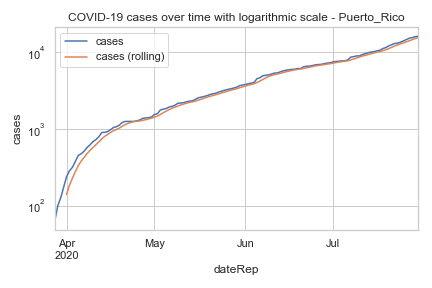 COVID-19 cases over time with logarithmic scale - Puerto_Rico
cases
cases (rolling)
10^4
10^3
10^2
cases
Apr
2020
May
Jun
Jul
dateRep